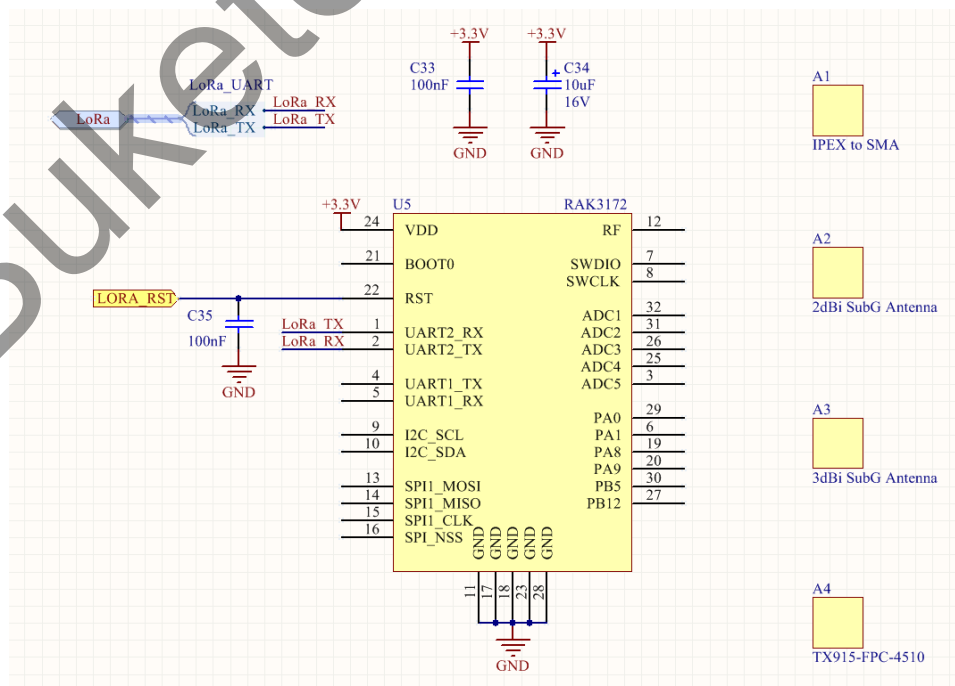 +3.3V
+3.3V
C33
100nF
C34
10uF
16V
GND
GND
LoRa_UART
LoRa
LoRa_RX
LoRa_TX
LoRa_RX
LoRa_TX
A1
IPEX to SMA
A2
2dBi SubG Antenna
A3
3dBi SubG Antenna
A4
TX915-FPC-4510
+3.3V
U5
RAK3172
24
VDD
21
BOOT0
LORA_RST
22
RST
C35
100nF
GND
LoRa_TX
1
UART2_RX
LoRa_RX
2
UART2_TX
4
UART1_TX
5
UART1_RX
9
I2C_SCL
10
I2C_SDA
13
SPI1_MOSI
14
SPI1_MISO
15
SPI1_CLK
16
SPI_NSS
RF
12
SWDIO
7
SWCLK
8
ADC1
32
ADC2
31
ADC3
26
ADC4
25
ADC5
3
PA0
29
PA1
6
PA8
19
PA9
20
PB5
30
PB12
27
GND
GND
GND
GND
GND
11
17
18
23
28
GND